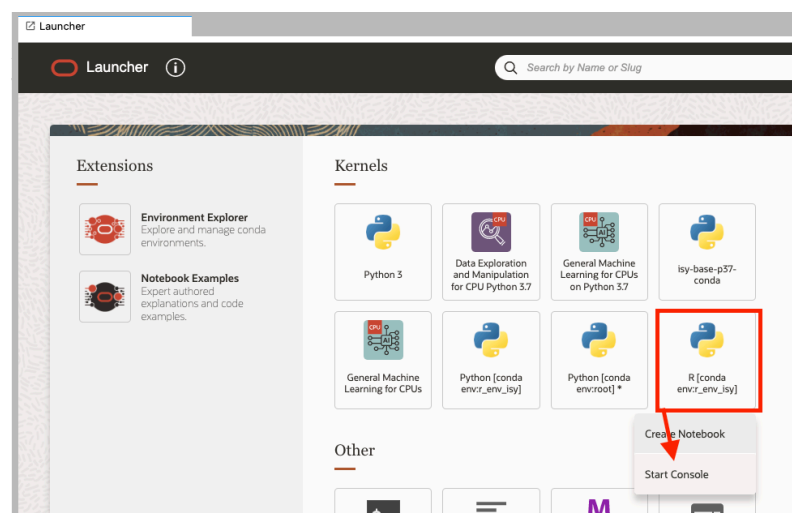 Launcher
Launcher
Search by Name or Slug
Extensions
Environment Explorer
Explore and manage conda
environments.
Notebook Examples
Expert authored
explanations and code
examples.
Kernels
Python 3
CPU
Data Exploration
and Manipulation
for CPU Python 3.7
CPU
AI
General Machine
Learning for CPUs
on Python 3.7
isy-base-p37-
conda
CPU
AI
General Machine
Learning for CPUs
Python [conda
env:r_env_isy]
Python [conda
env:root] *
R [conda
env:r_env_isy]
Create Notebook
Start Console
Other
M